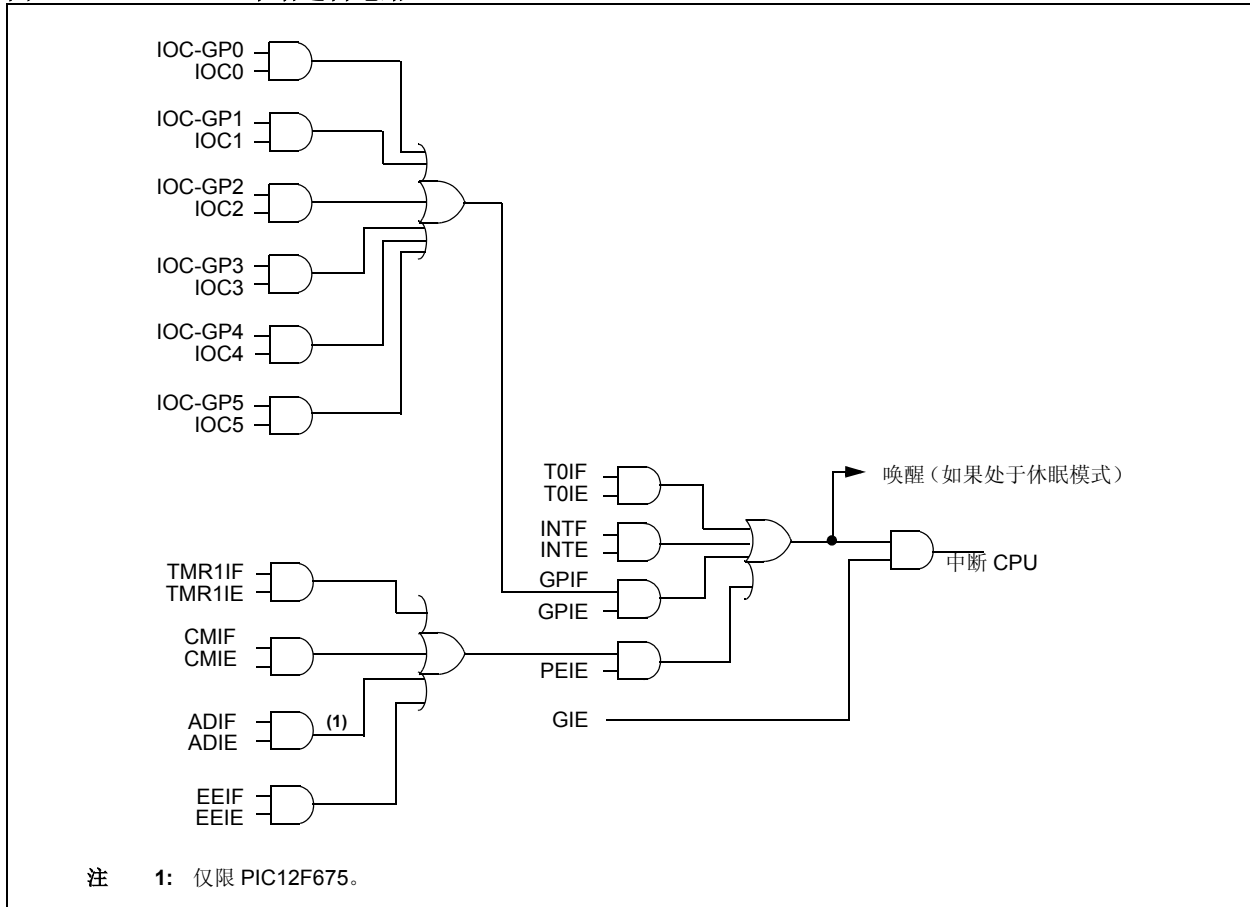 IOC-GP0
IOC0
IOC-GP1
IOC1
IOC-GP2
IOC2
IOC-GP3
IOC3
IOC-GP4
IOC4
IOC-GP5
IOC5
T0IF
T0IE
唤醒（如果处于休眠模式）
INTF
INTE
中断 CPU
TMR1IF
TMR1IE
GPIF
GPIE
CMIF
CMIE
PEIE
ADIF
ADIE
(1)
GIE
EEIF
EEIE
注 1: 仅限 PIC12F675。